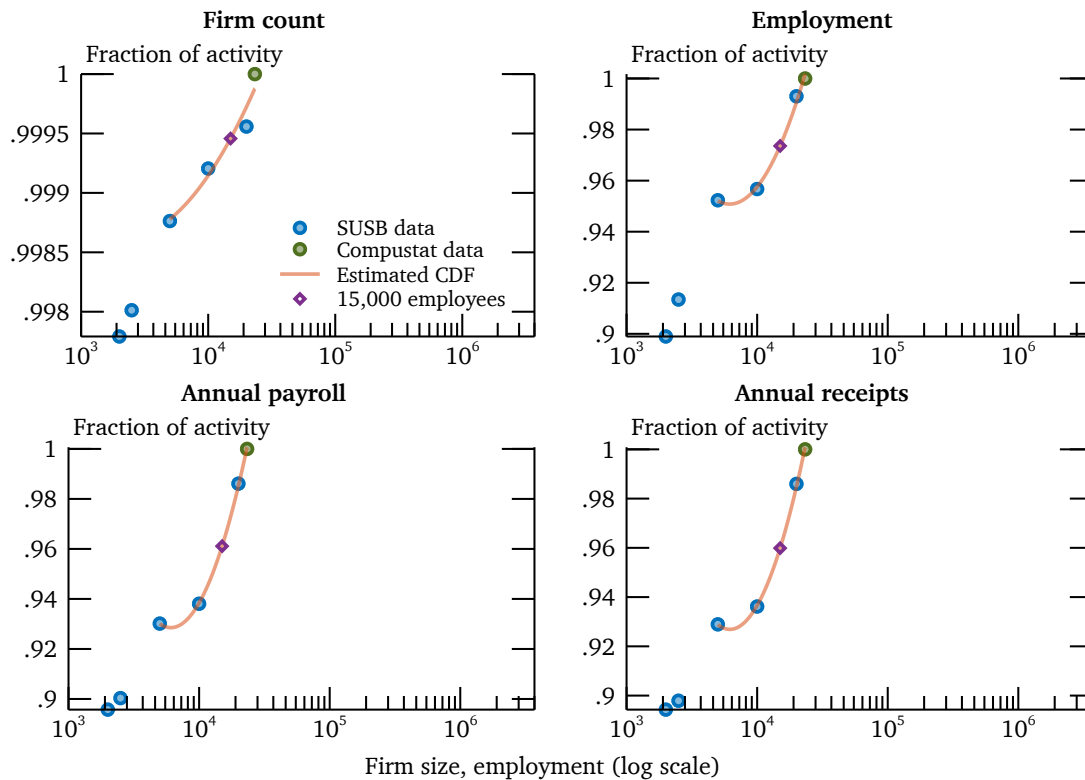 Firm count
Fraction of activity
1
.9995
.999
.9985
.998
10³ 10⁴ 10⁵ 10⁶
SUSB data
Compustat data
Estimated CDF
15,000 employees
Employment
Fraction of activity
1
.98
.96
.94
.92
.9
10³ 10⁴ 10⁵ 10⁶
Annual payroll
Fraction of activity
1
.98
.96
.94
.92
.9
10³ 10⁴ 10⁵ 10⁶
Annual receipts
Fraction of activity
1
.98
.96
.94
.92
.9
10³ 10⁴ 10⁵ 10⁶
Firm size, employment (log scale)